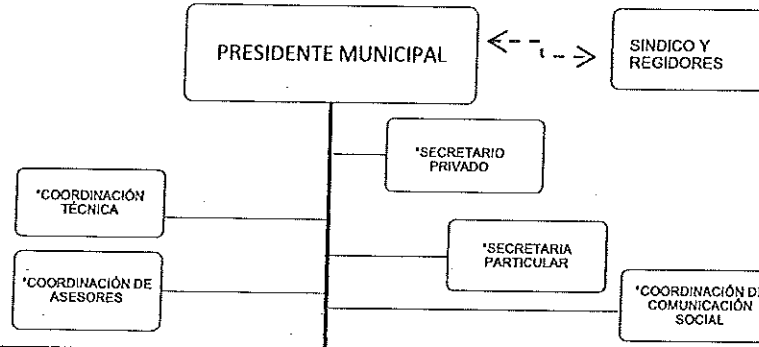 PRESIDENTE MUNICIPAL
SINDICO Y
REGIDORES
*SECRETARIO
PRIVADO
*COORDINACIÓN
TÉCNICA
*SECRETARIA
PARTICULAR
*COORDINACIÓN DE
ASESORES
*COORDINACIÓN DE
COMUNICACIÓN
SOCIAL